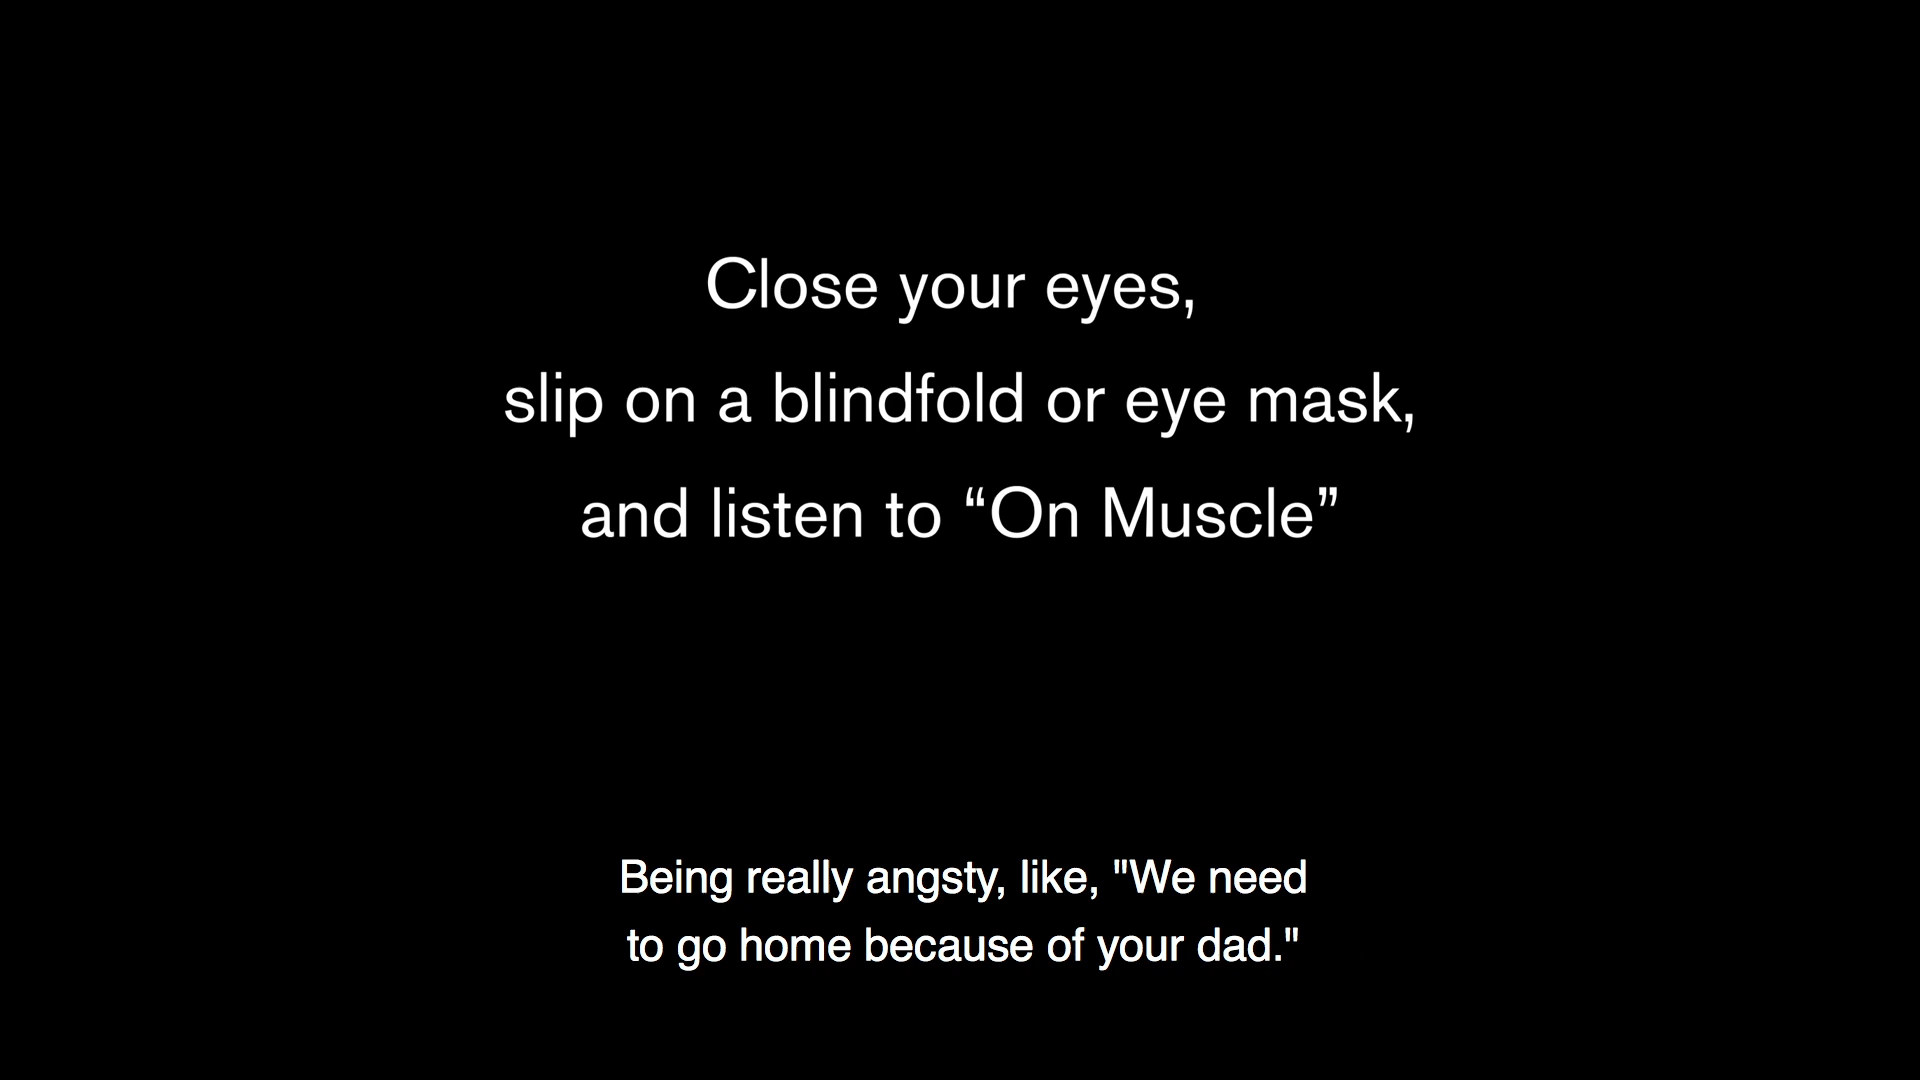 Close your eyes,
slip on a blindfold or eye mask,
and listen to “On Muscle”
Being really angsty, like, "We need
to go home because of your dad."